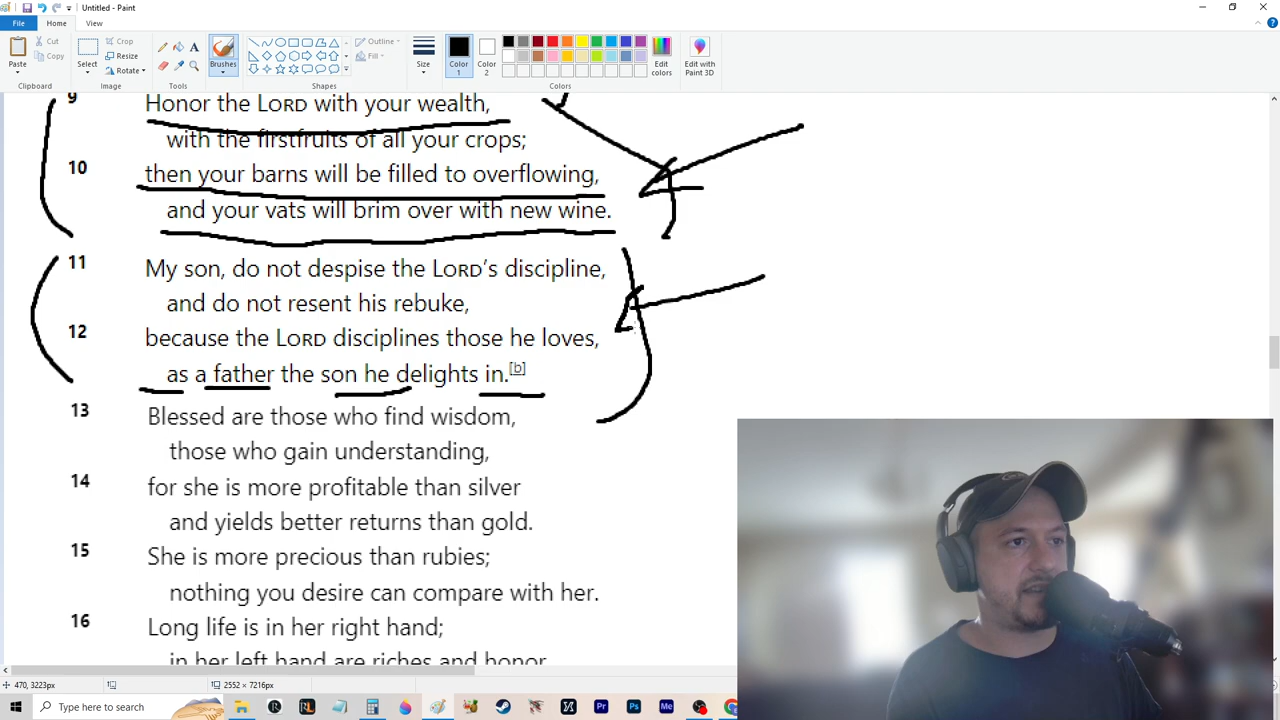 Untitled - Paint
File
Home
View
Paste
Cut
Copy
Clipboard
Select
Crop
Resize
Rotate
Image
Tools
Brushes
Outline
Fill
Shapes
Size
Color 1
Color 2
Edit colors
Edit with Paint 3D
Colors
9 Honor the LORD with your wealth,
with the firstfruits of all your crops;
10 then your barns will be filled to overflowing,
and your vats will brim over with new wine.
11 My son, do not despise the LORD's discipline,
and do not resent his rebuke,
12 because the LORD disciplines those he loves,
as a father the son he delights in.[b]
13 Blessed are those who find wisdom,
those who gain understanding,
14 for she is more profitable than silver
and yields better returns than gold.
15 She is more precious than rubies;
nothing you desire can compare with her.
16 Long life is in her right hand;
in her left hand are riches and honor
470, 3223px
2552 × 7216px
Type here to search
Pr
Ps
Me